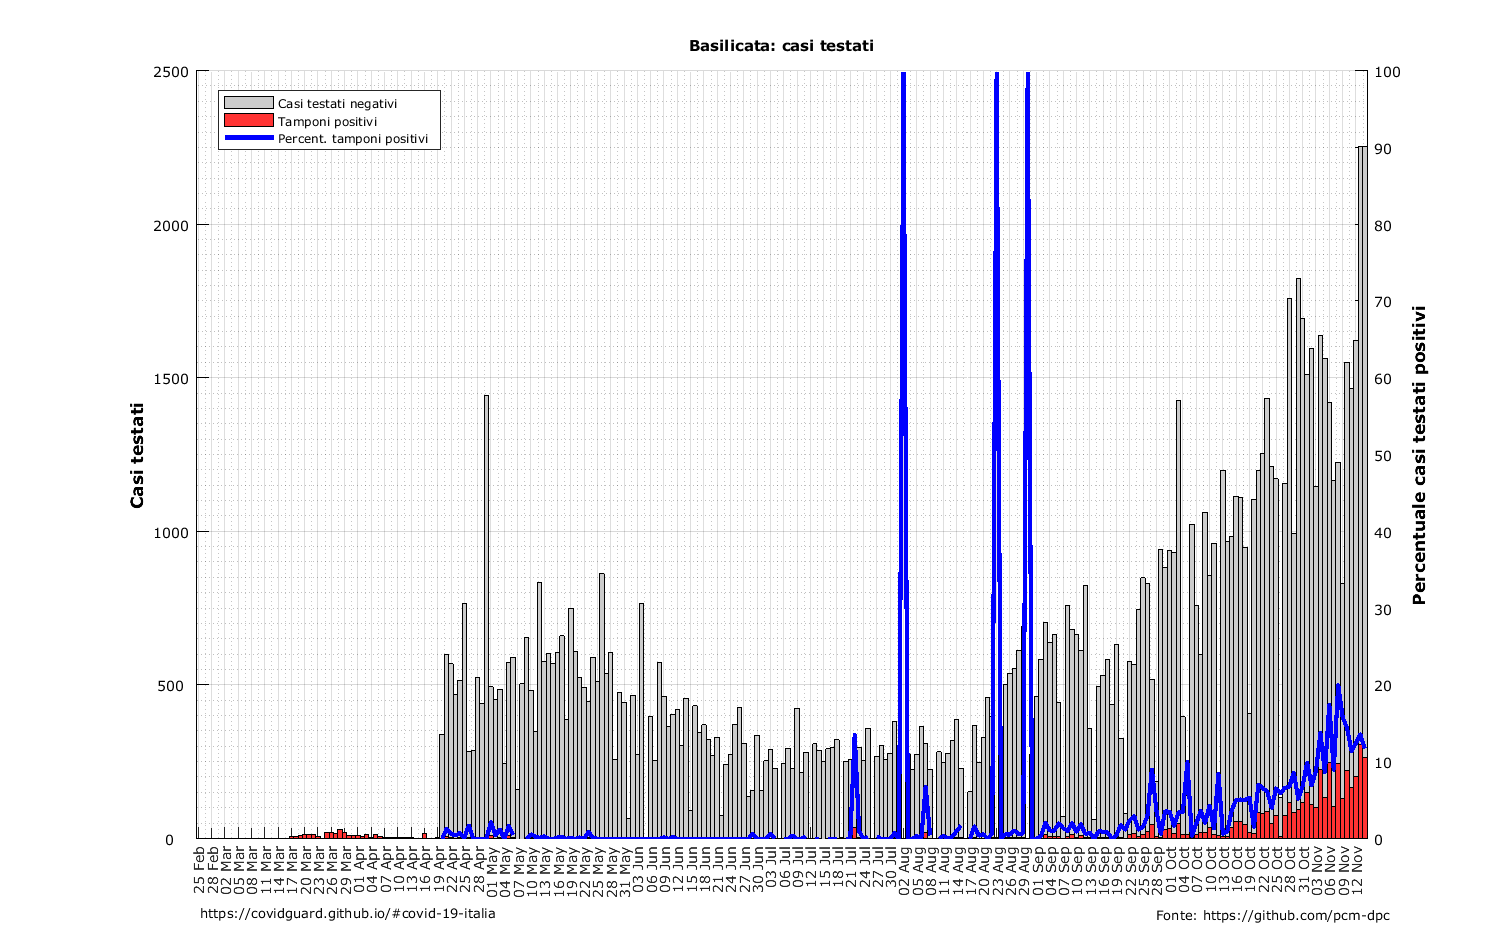 Basilicata: casi testati
2500
2000
1500
1000
500
0
Casi testati
Casi testati negativi
Tamponi positivi
Percent. tamponi positivi
100
90
80
70
60
50
40
30
20
10
0
Percentuale casi testati positivi
25 Feb
28 Feb
02 Mar
05 Mar
08 Mar
11 Mar
14 Mar
17 Mar
20 Mar
23 Mar
26 Mar
29 Mar
01 Apr
04 Apr
07 Apr
10 Apr
13 Apr
16 Apr
19 Apr
22 Apr
25 Apr
28 Apr
01 May
04 May
07 May
10 May
13 May
16 May
19 May
22 May
25 May
28 May
31 May
03 Jun
06 Jun
09 Jun
12 Jun
15 Jun
18 Jun
21 Jun
24 Jun
27 Jun
30 Jun
03 Jul
06 Jul
09 Jul
12 Jul
15 Jul
18 Jul
21 Jul
24 Jul
27 Jul
30 Jul
02 Aug
05 Aug
08 Aug
11 Aug
14 Aug
17 Aug
20 Aug
23 Aug
26 Aug
29 Aug
01 Sep
04 Sep
07 Sep
10 Sep
13 Sep
16 Sep
19 Sep
22 Sep
25 Sep
28 Sep
01 Oct
04 Oct
07 Oct
10 Oct
13 Oct
16 Oct
19 Oct
22 Oct
25 Oct
28 Oct
31 Oct
03 Nov
06 Nov
09 Nov
12 Nov
https://covidguard.github.io/#covid-19-italia
Fonte: https://github.com/pcm-dpc